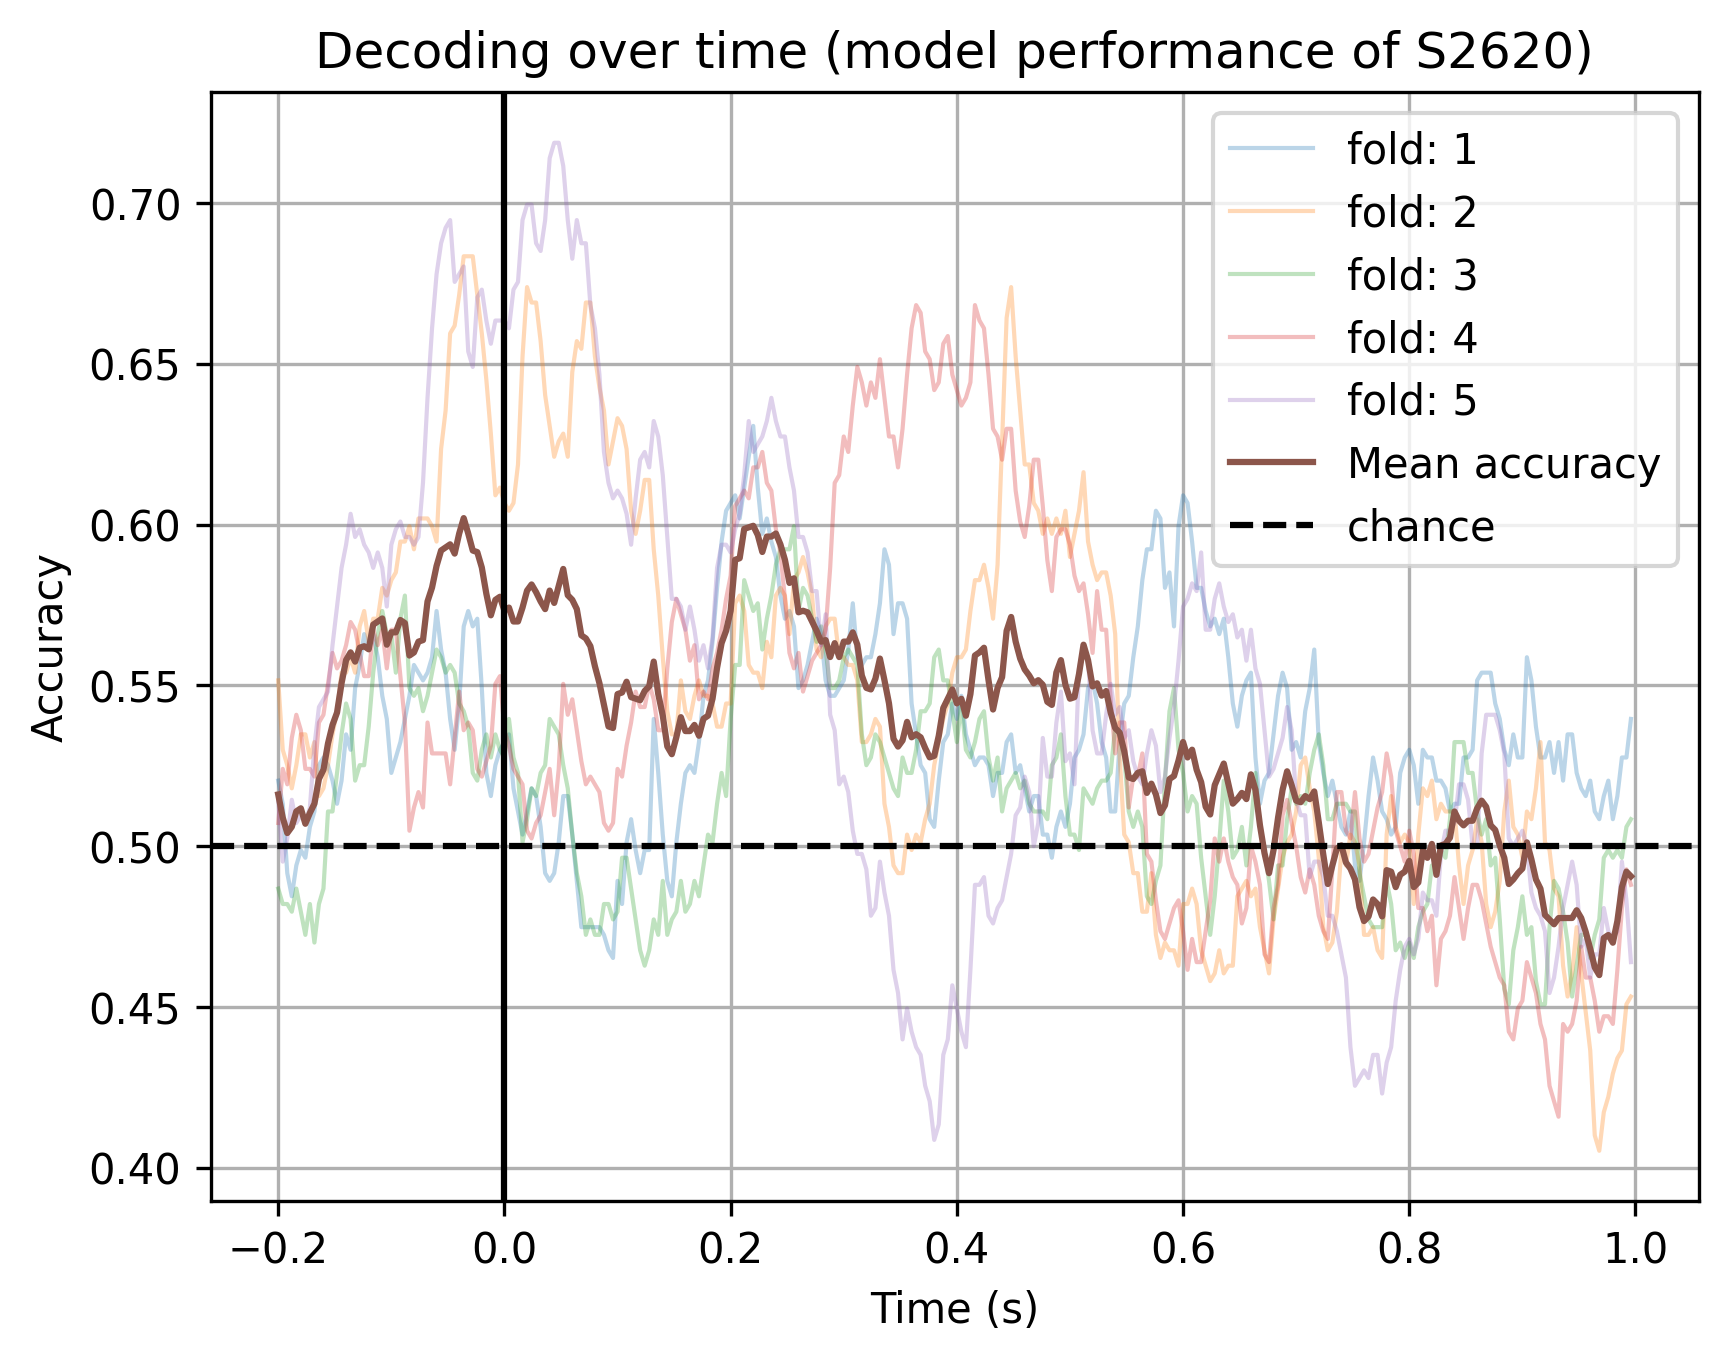 Decoding over time (model performance of S2620)
Accuracy
0.70
0.65
0.60
0.55
0.50
0.45
0.40
fold: 1
fold: 2
fold: 3
fold: 4
fold: 5
Mean accuracy
chance
−0.2 0.0 0.2 0.4 0.6 0.8 1.0
Time (s)